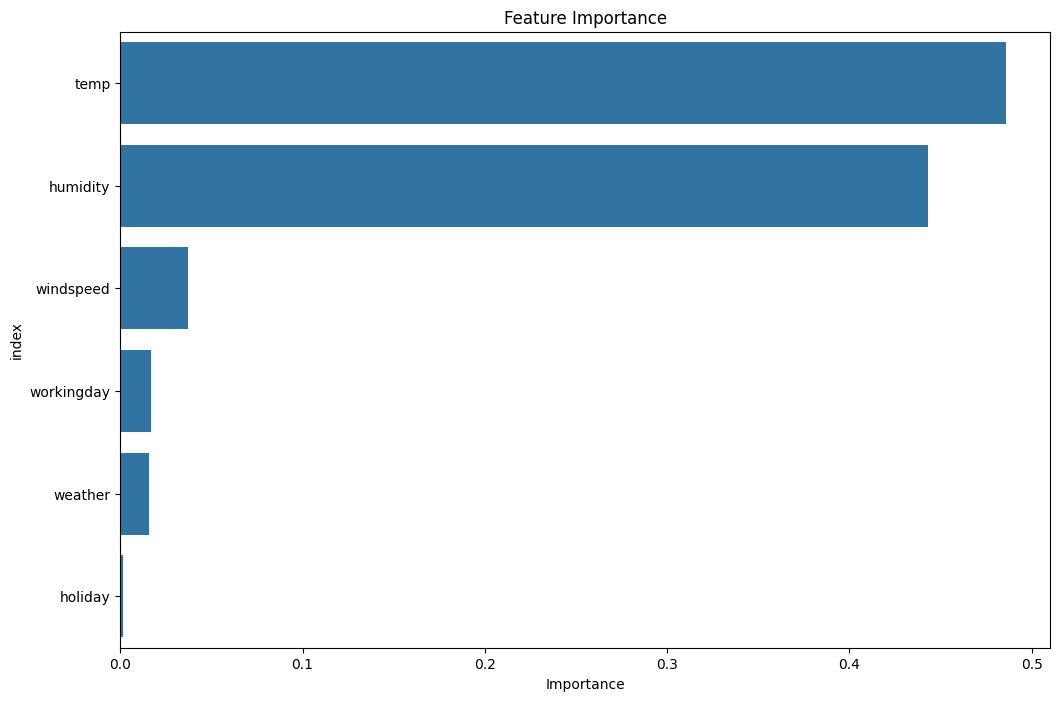 Feature Importance
temp
humidity
windspeed
workingday
weather
holiday
index
0.0 0.1 0.2 0.3 0.4 0.5
Importance